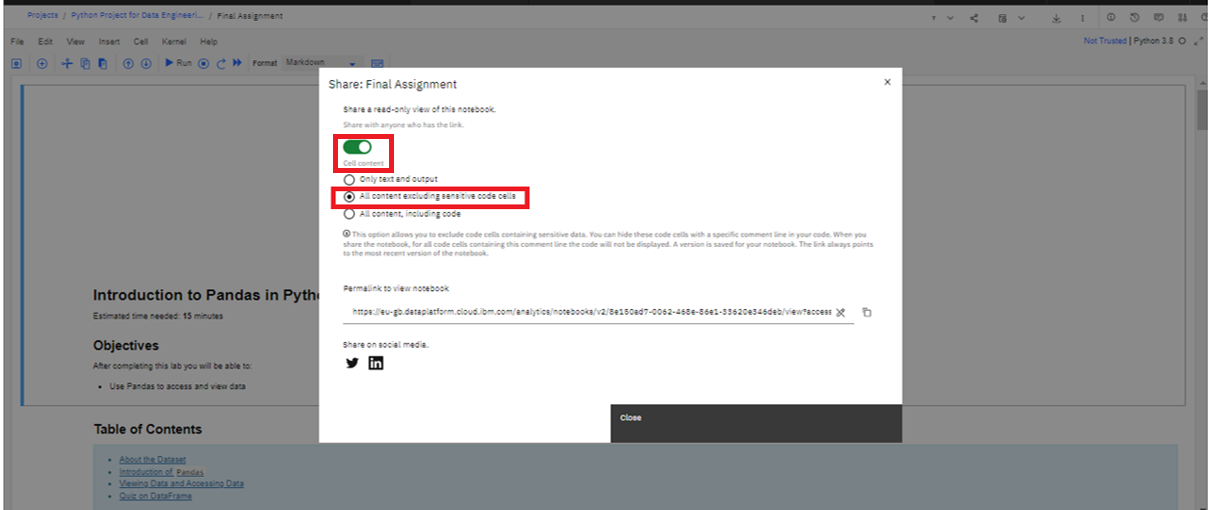 Projects / Python Project for Data Engineeri... / Final Assignment
File Edit View Insert Cell Kernel Help
Not Trusted | Python 3.8
Run
Format Markdown
Share: Final Assignment
Share a read-only view of this notebook.
Share with anyone who has the link.
Cell content
Only text and output
All content excluding sensitive code cells
All content, including code
This option allows you to exclude code cells containing sensitive data. You can hide these code cells with a specific comment line in your code. When you
share the notebook, for all code cells containing this comment line the code will not be displayed. A version is saved for your notebook. The link always points
to the most recent version of the notebook.
Permalink to view notebook
https://eu-gb.dataplatform.cloud.ibm.com/analytics/notebooks/v2/8e150ad7-0062-468e-86e1-33620e346deb/view?access
Share on social media.
Close
Introduction to Pandas in Pytho
Estimated time needed: 15 minutes
Objectives
After completing this lab you will be able to:
Use Pandas to access and view data
Table of Contents
About the Dataset
Introduction of Pandas
Viewing Data and Accessing Data
Quiz on DataFrame